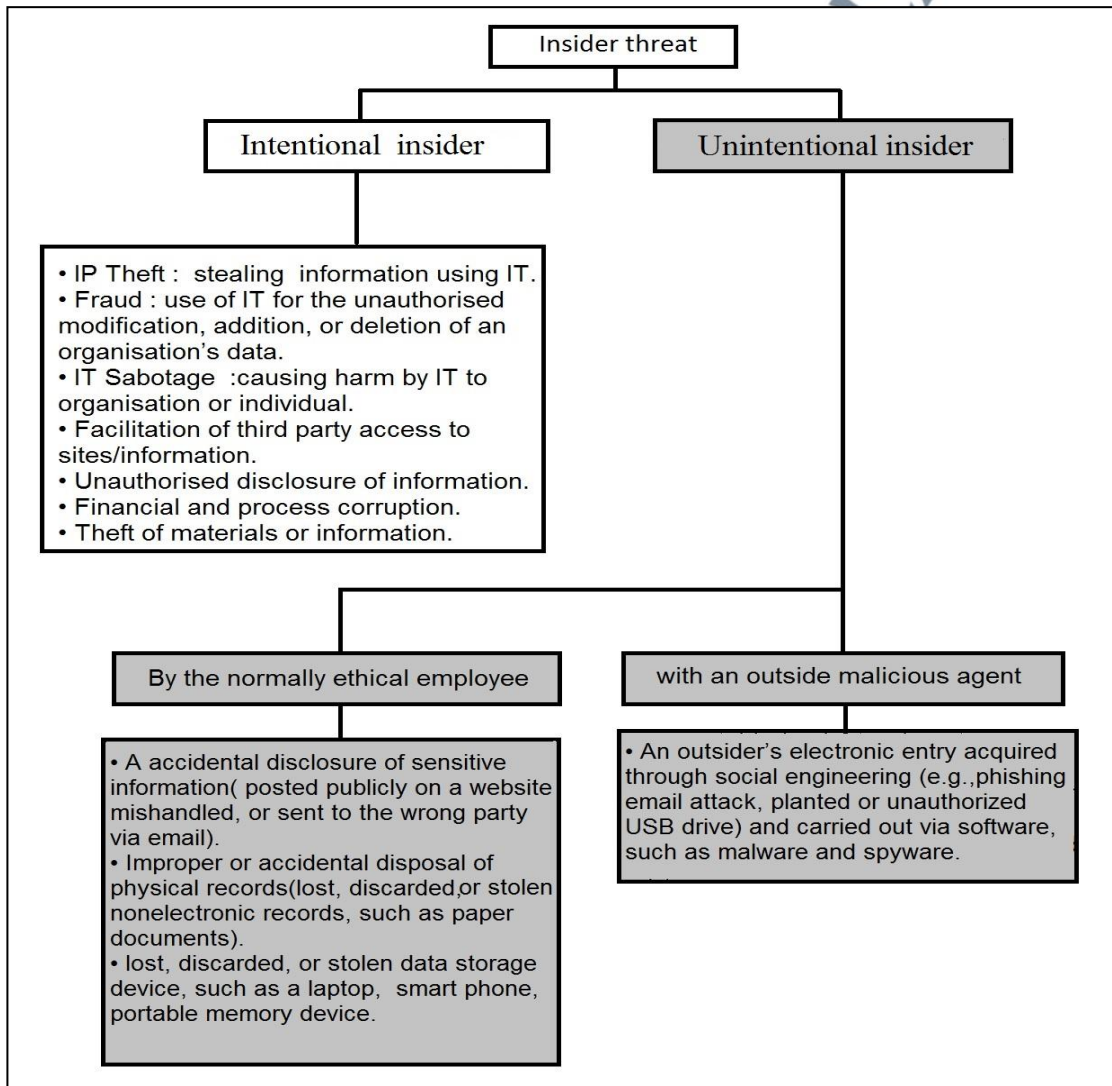 Insider threat
Intentional insider
Unintentional insider
• IP Theft : stealing information using IT.
• Fraud : use of IT for the unauthorised
modification, addition, or deletion of an
organisation’s data.
• IT Sabotage :causing harm by IT to
organisation or individual.
• Facilitation of third party access to
sites/information.
• Unauthorised disclosure of information.
• Financial and process corruption.
• Theft of materials or information.
By the normally ethical employee
with an outside malicious agent
• A accidental disclosure of sensitive
information( posted publicly on a website
mishandled, or sent to the wrong party
via email).
• Improper or accidental disposal of
physical records(lost, discarded,or stolen
nonelectronic records, such as paper
documents).
• lost, discarded, or stolen data storage
device, such as a laptop, smart phone,
portable memory device.
• An outsider’s electronic entry acquired
through social engineering (e.g.,phishing
email attack, planted or unauthorized
USB drive) and carried out via software,
such as malware and spyware.